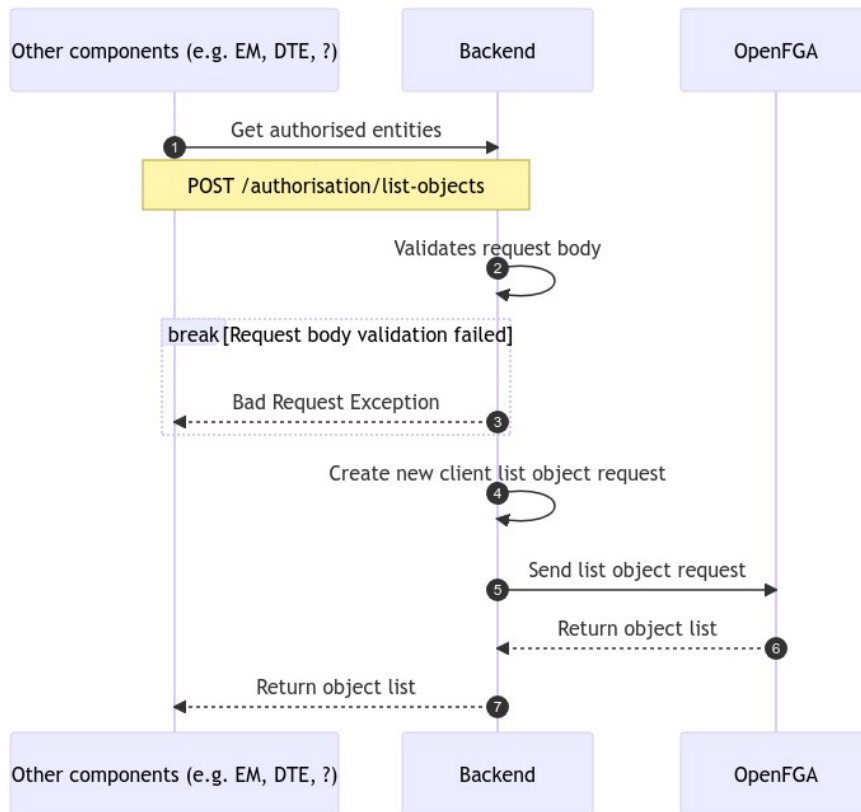 Other components (e.g. EM, DTE, ?)
Backend
OpenFGA
Get authorised entities
1
POST /authorisation/list-objects
Validates request body
2
break [Request body validation failed]
Bad Request Exception
3
Create new client list object request
4
Send list object request
5
Return object list
6
Return object list
7
Other components (e.g. EM, DTE, ?)
Backend
OpenFGA